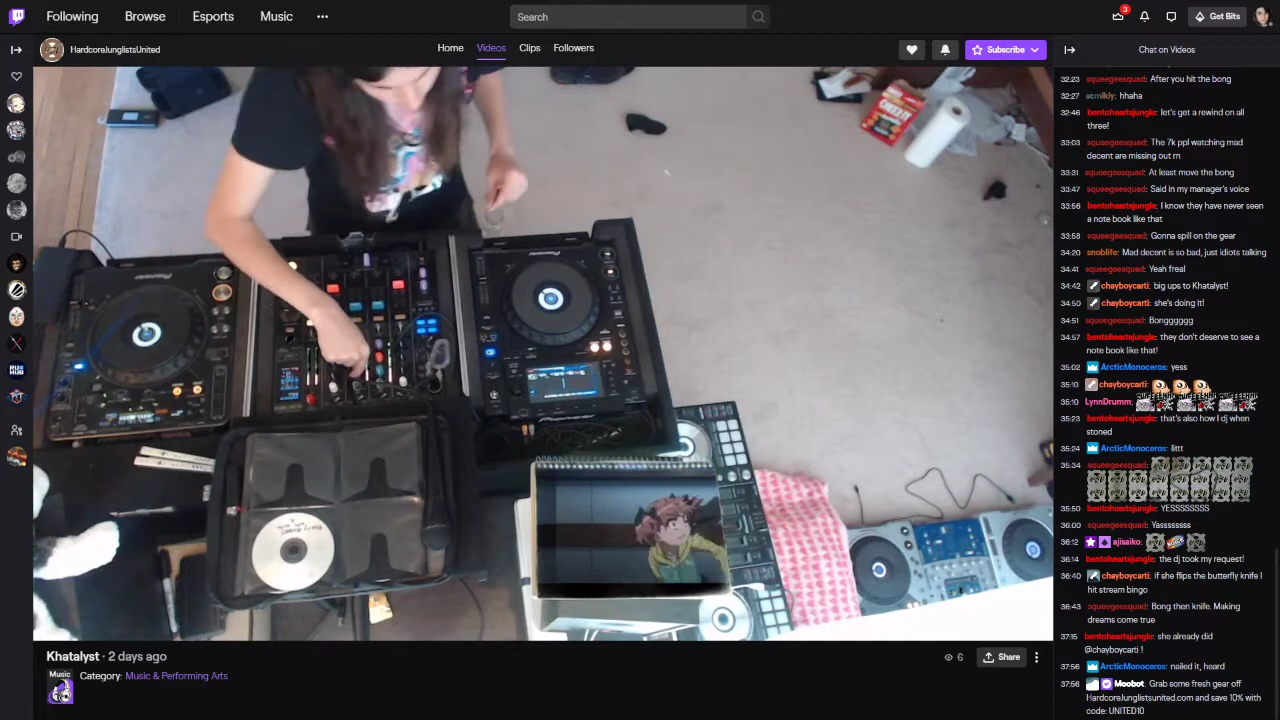 Following
Browse
Esports
Music
Search
3
Get Bits
HardcoreJunglistsUnited
Home
Videos
Clips
Followers
Subscribe
Chat on Videos
32:23 squeegeesquad: After you hit the bong
32:27 scmikly: hhaha
32:46 bentoheartsjungle: let's get a rewind on all
three!
33:03 squeegeesquad: The 7k ppl watching mad
decent are missing out rn
33:31 squeegeesquad: At least move the bong
33:47 squeegeesquad: Said in my manager's voice
33:56 bentoheartsjungle: I know they have never seen
a note book like that
33:58 squeegeesquad: Gonna spill on the gear
34:20 snoblife: Mad decent is so bad, just idiots talking
34:41 squeegeesquad: Yeah freal
34:42 chayboycarti: big ups to Khatalyst!
34:50 chayboycarti: she's doing it!
34:51 squeegeesquad: Bonggggggg
34:57 bentoheartsjungle: they don't deserve to see a
note book like that!
35:02 ArcticMonoceros: yess
35:10 chayboycarti:
35:10 LynnDrumm:
35:23 bentoheartsjungle: that's also how I dj when
stoned
35:24 ArcticMonoceros: littt
35:34 squeegeesquad:
35:50 bentoheartsjungle: YESSSSSSSS
36:00 squeegeesquad: Yasssssss
36:12 ajisaiko:
36:14 bentoheartsjungle: the dj took my request!
36:40 chayboycarti: if she flips the butterfly knife I
hit stream bingo
36:43 squeegeesquad: Bong then knife. Making
dreams come true
37:15 bentoheartsjungle: she already did
@chayboycarti !
37:56 ArcticMonoceros: nailed it, heard
37:56 Moobot: Grab some fresh gear off
HardcoreJunglistsunited.com and save 10% with
code: UNITED10
Khatalyst · 2 days ago
6
Share
Music
Category: Music & Performing Arts